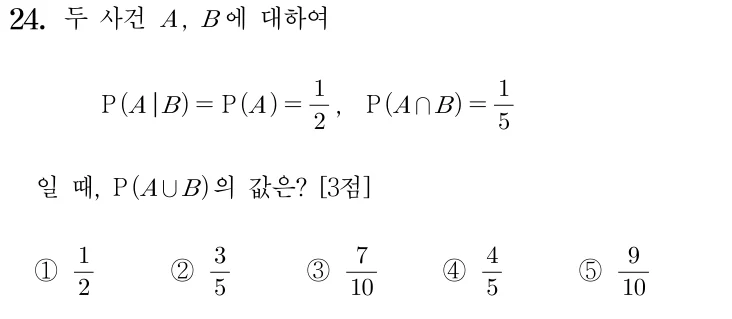 24. 두 사건 A, B에 대하여
P(A|B) = P(A) = 1/2, P(A∩B) = 1/5
일 때, P(A∪B)의 값은? [3점]
① 1/2 ② 3/5 ③ 7/10 ④ 4/5 ⑤ 9/10